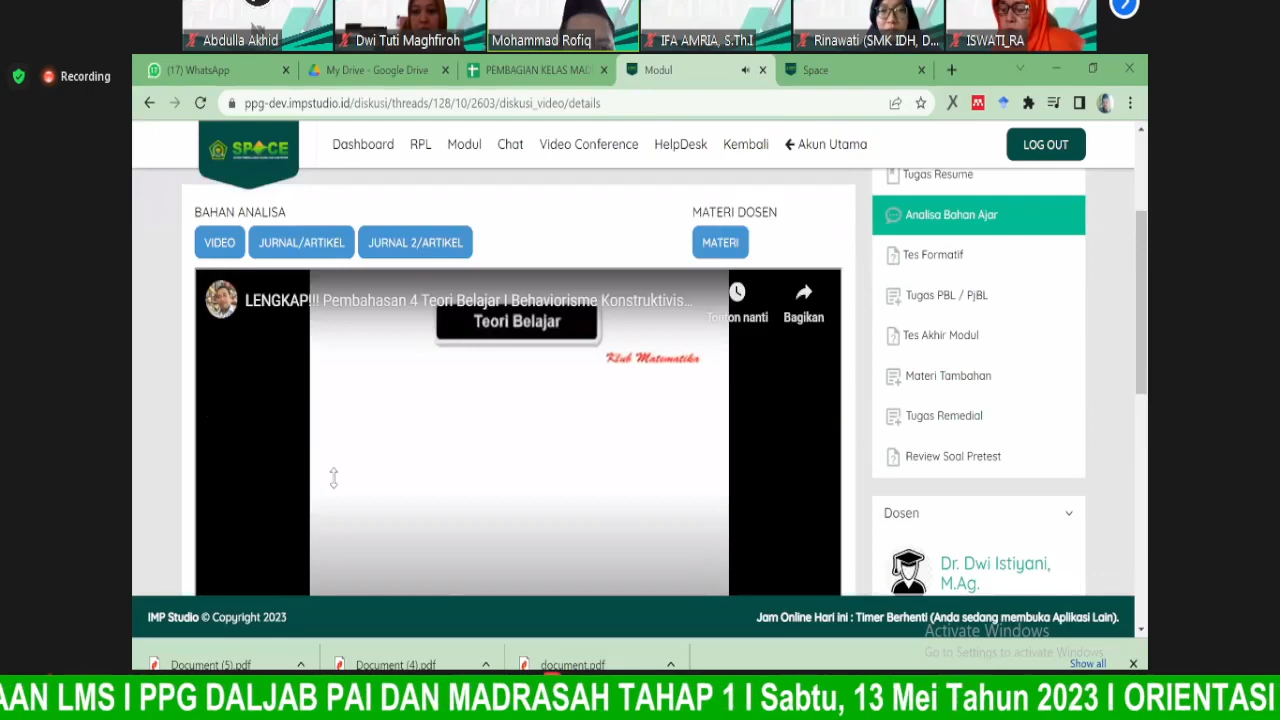 Abdulla Akhid
Dwi Tuti Maghfiroh
Mohammad Rofiq
IFA AMRIA, S.Th.I
Rinawati (SMK IDH, D...
ISWATI_RA
Recording
(17) WhatsApp
My Drive - Google Drive
PEMBAGIAN KELAS MAD
Modul
Space
ppg-dev.impstudio.id/diskusi/threads/128/10/2603/diskusi_video/details
SPACE
Dashboard
RPL
Modul
Chat
Video Conference
HelpDesk
Kembali
Akun Utama
LOG OUT
BAHAN ANALISA
MATERI DOSEN
VIDEO
JURNAL/ARTIKEL
JURNAL 2/ARTIKEL
MATERI
LENGKAP!!! Pembahasan 4 Teori Belajar I Behaviorisme Konstruktivis...
Tonton nanti
Bagikan
Teori Belajar
Klub Matematika
Tugas Resume
Analisa Bahan Ajar
Tes Formatif
Tugas PBL / PjBL
Tes Akhir Modul
Materi Tambahan
Tugas Remedial
Review Soal Pretest
Dosen
Dr. Dwi Istiyani,
M.Ag.
IMP Studio © Copyright 2023
Jam Online Hari ini : Timer Berhenti (Anda sedang membuka Aplikasi Lain).
Activate Windows
Go to Settings to activate Windows.
Document (5).pdf
Document (4).pdf
document.pdf
Show all
AAN LMS I PPG DALJAB PAI DAN MADRASAH TAHAP 1 I Sabtu, 13 Mei Tahun 2023 I ORIENTASI